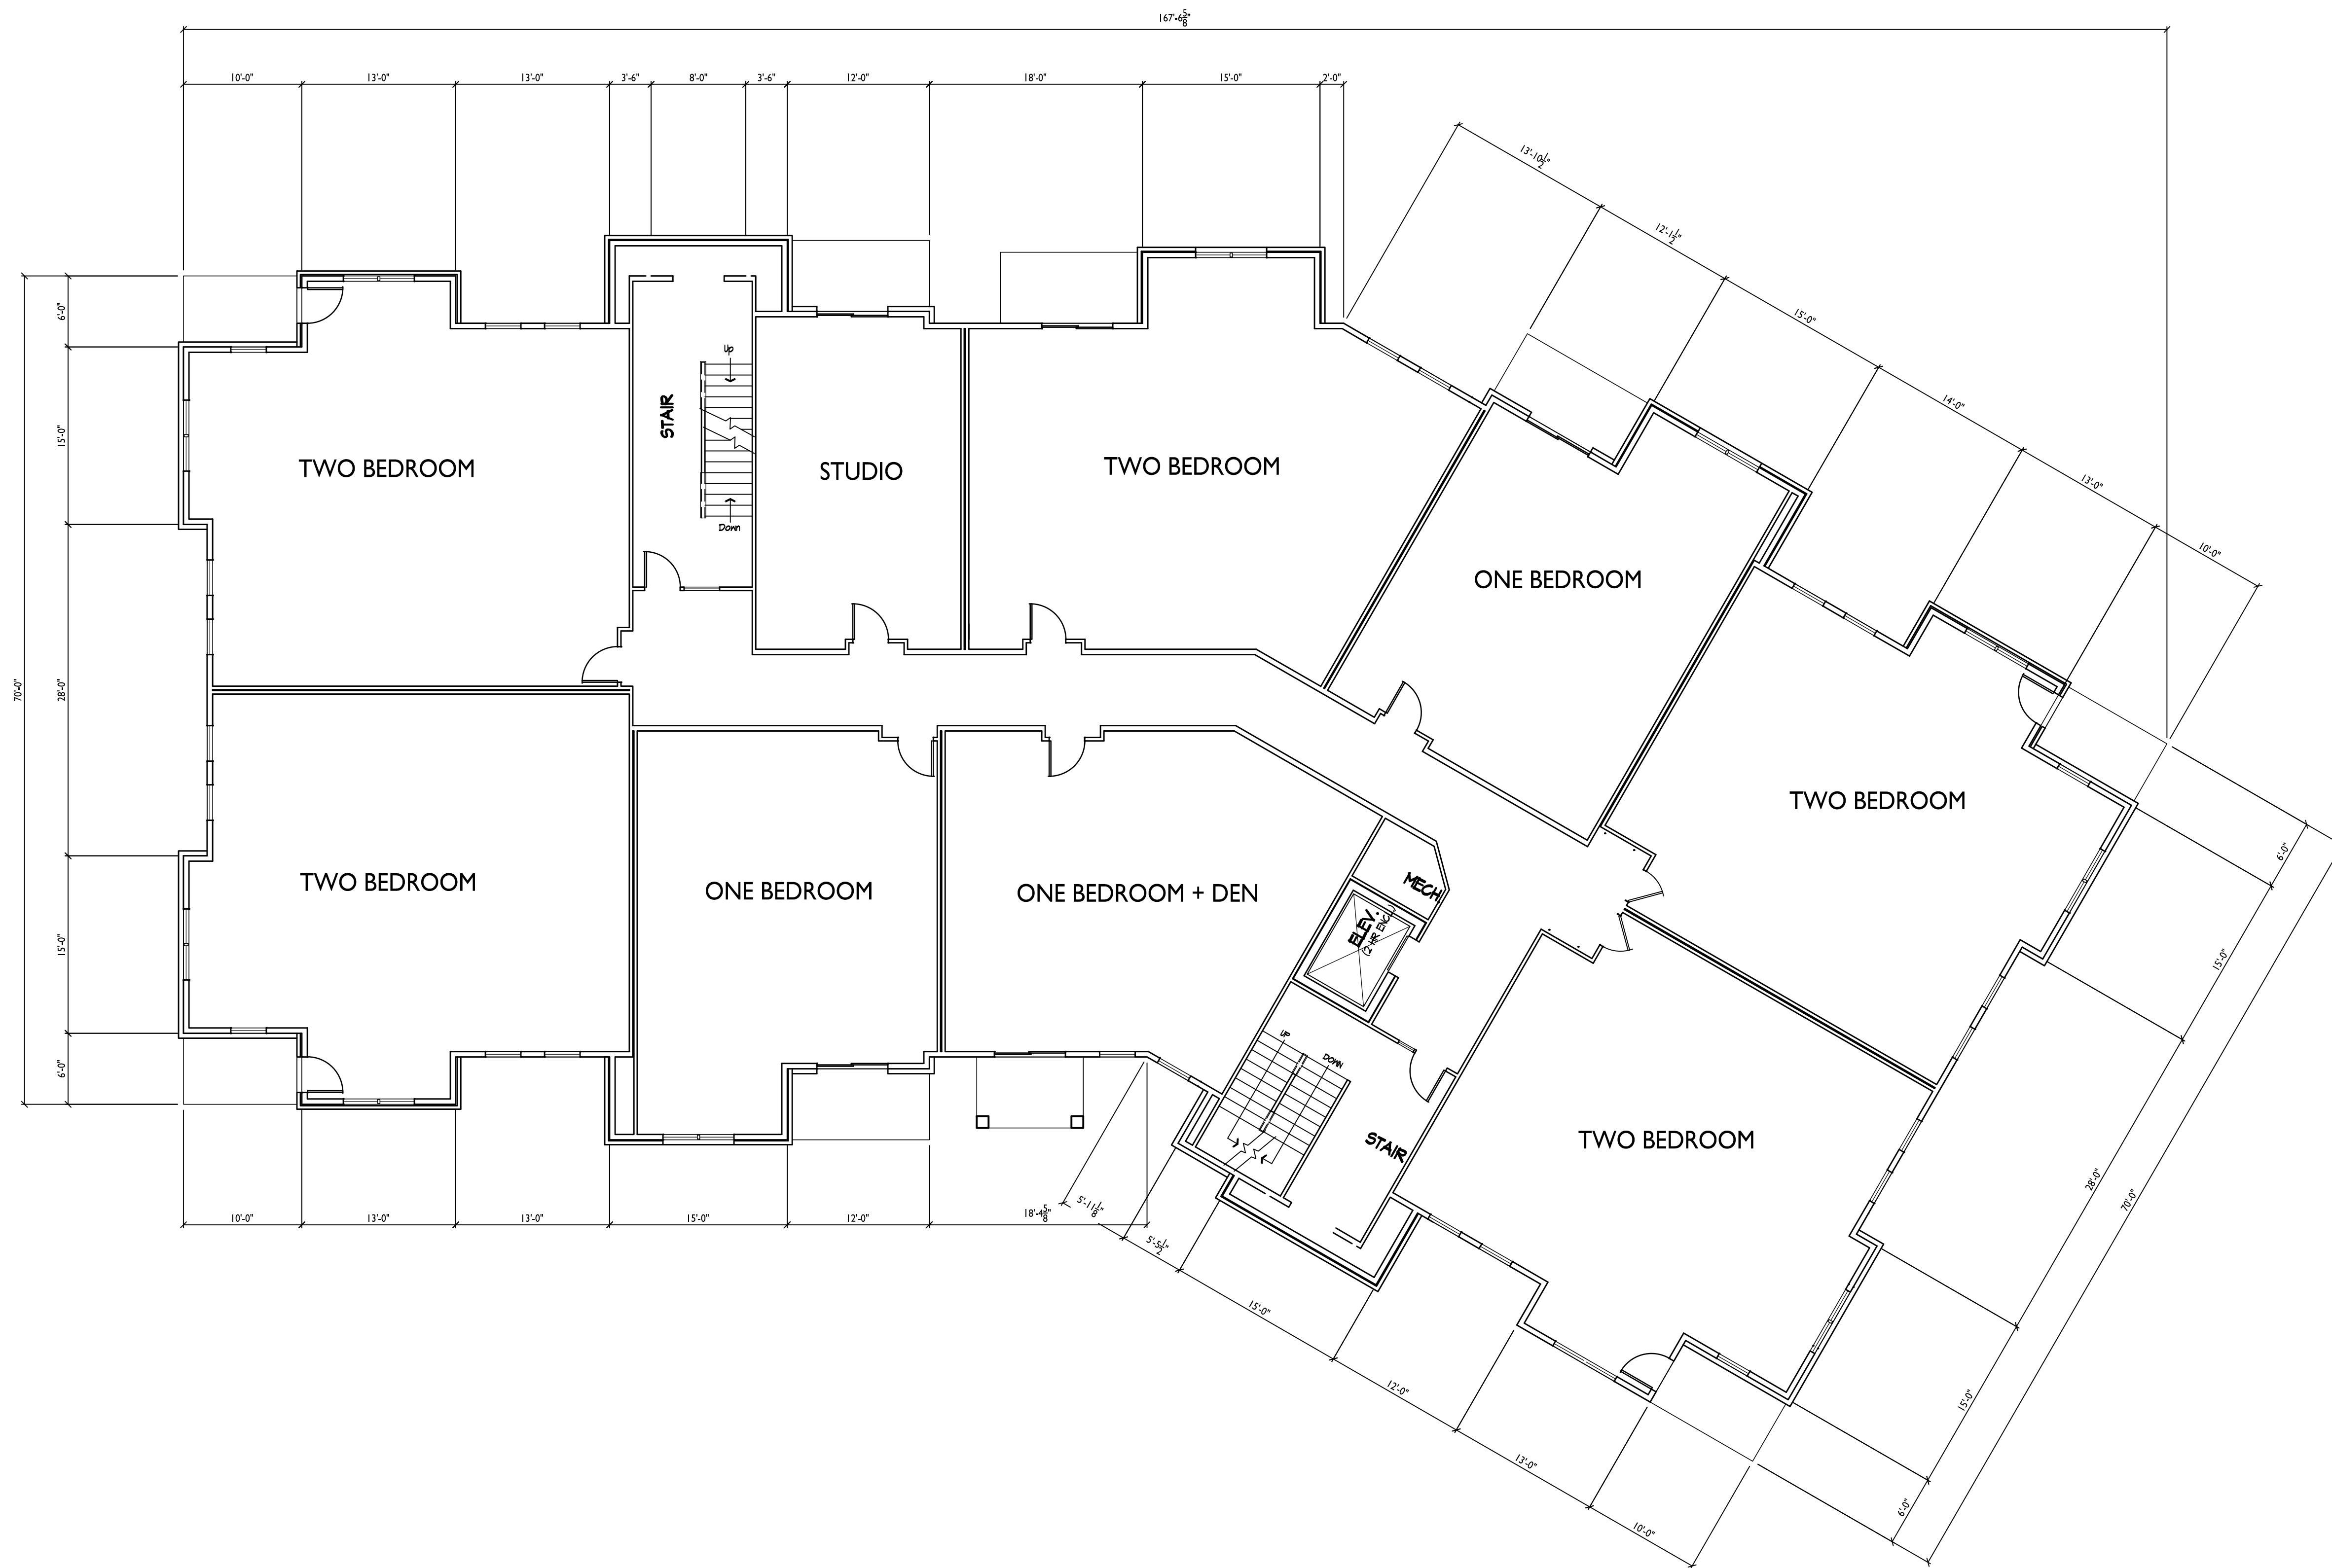 167'-6 5/8"
10'-0"
13'-0"
13'-0"
3'-6"
8'-0"
3'-6"
12'-0"
18'-0"
15'-0"
2'-0"
13'-10 1/2"
12'-1 1/2"
15'-0"
14'-0"
13'-0"
10'-0"
70'-0"
6'-0"
15'-0"
28'-0"
15'-0"
6'-0"
TWO BEDROOM
STAIR
Up
Down
STUDIO
TWO BEDROOM
ONE BEDROOM
TWO BEDROOM
TWO BEDROOM
ONE BEDROOM
ONE BEDROOM + DEN
MECH.
ELEV.
(2 HR ENC.)
UP
DOWN
STAIR
TWO BEDROOM
6'-0"
15'-0"
28'-0"
70'-0"
15'-0"
6'-0"
10'-0"
13'-0"
13'-0"
15'-0"
12'-0"
18'-4 5/8"
5'-11 1/8"
5'-5 1/2"
15'-0"
12'-0"
13'-0"
10'-0"